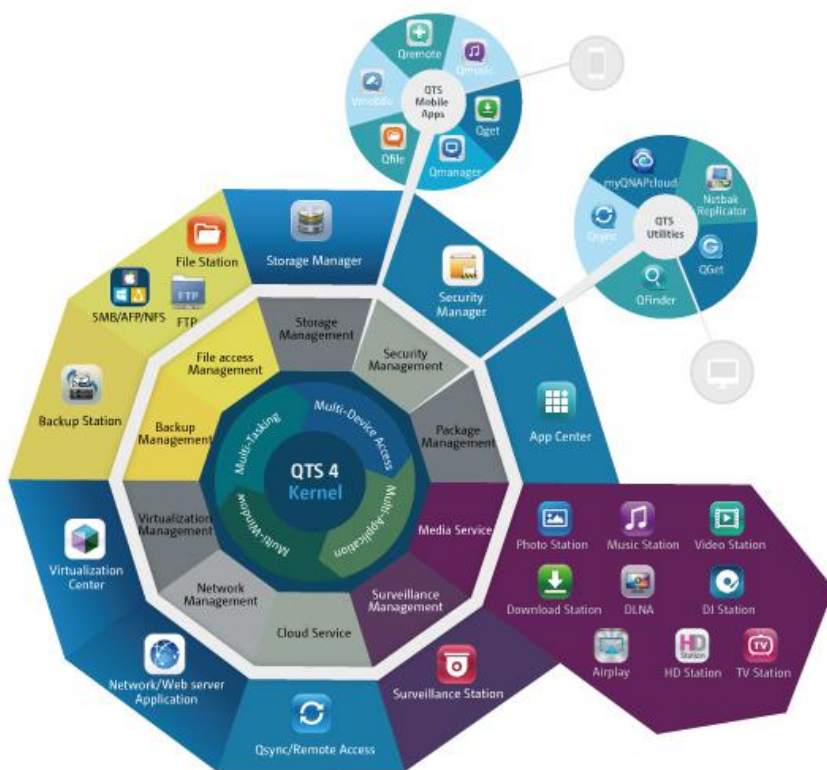 Qremote
Qmusic
Vmobile
QTS
Mobile
Apps
Qget
Qfile
Qmanager
myQNAPcloud
Netbak
Replicator
Qsync
QTS
Utilities
QGet
QFinder
File Station
Storage Manager
Security
Manager
SMB/AFP/NFS
FTP
FTP
Storage
Management
Security
Management
File access
Management
Backup Station
Backup
Management
Package
Management
App Center
Multi-Tasking
Multi-Device Access
QTS 4
Kernel
Multi-Window
Multi-Application
Virtualization
Management
Media Service
Photo Station
Music Station
Video Station
Virtualization
Center
Network
Management
Surveillance
Management
Cloud Service
Download Station
DLNA
DJ Station
HD
Station
TV
Airplay
HD Station
TV Station
Network/Web server
Application
Surveillance Station
Qsync/Remote Access